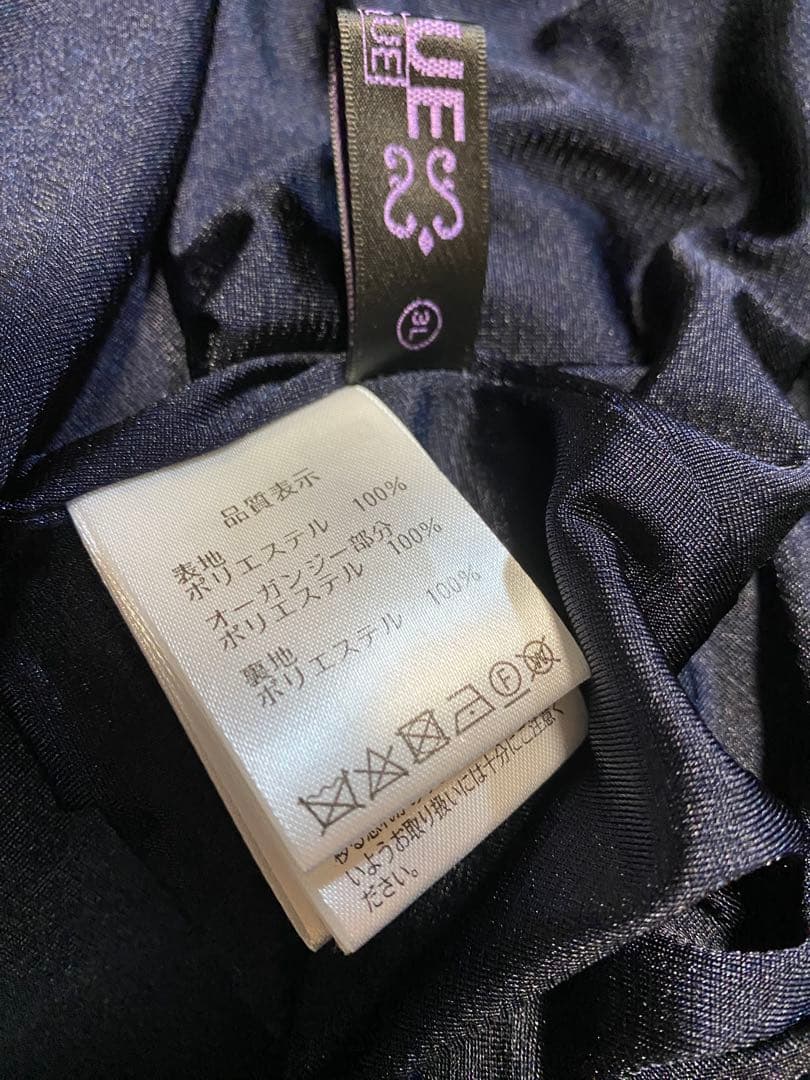 UE
3L
品質表示
表地
ポリエステル 100%
オーガンジー部分
ポリエステル 100%
裏地
ポリエステル 100%
F
いようお取り扱いには十分にご注意く
ださい。